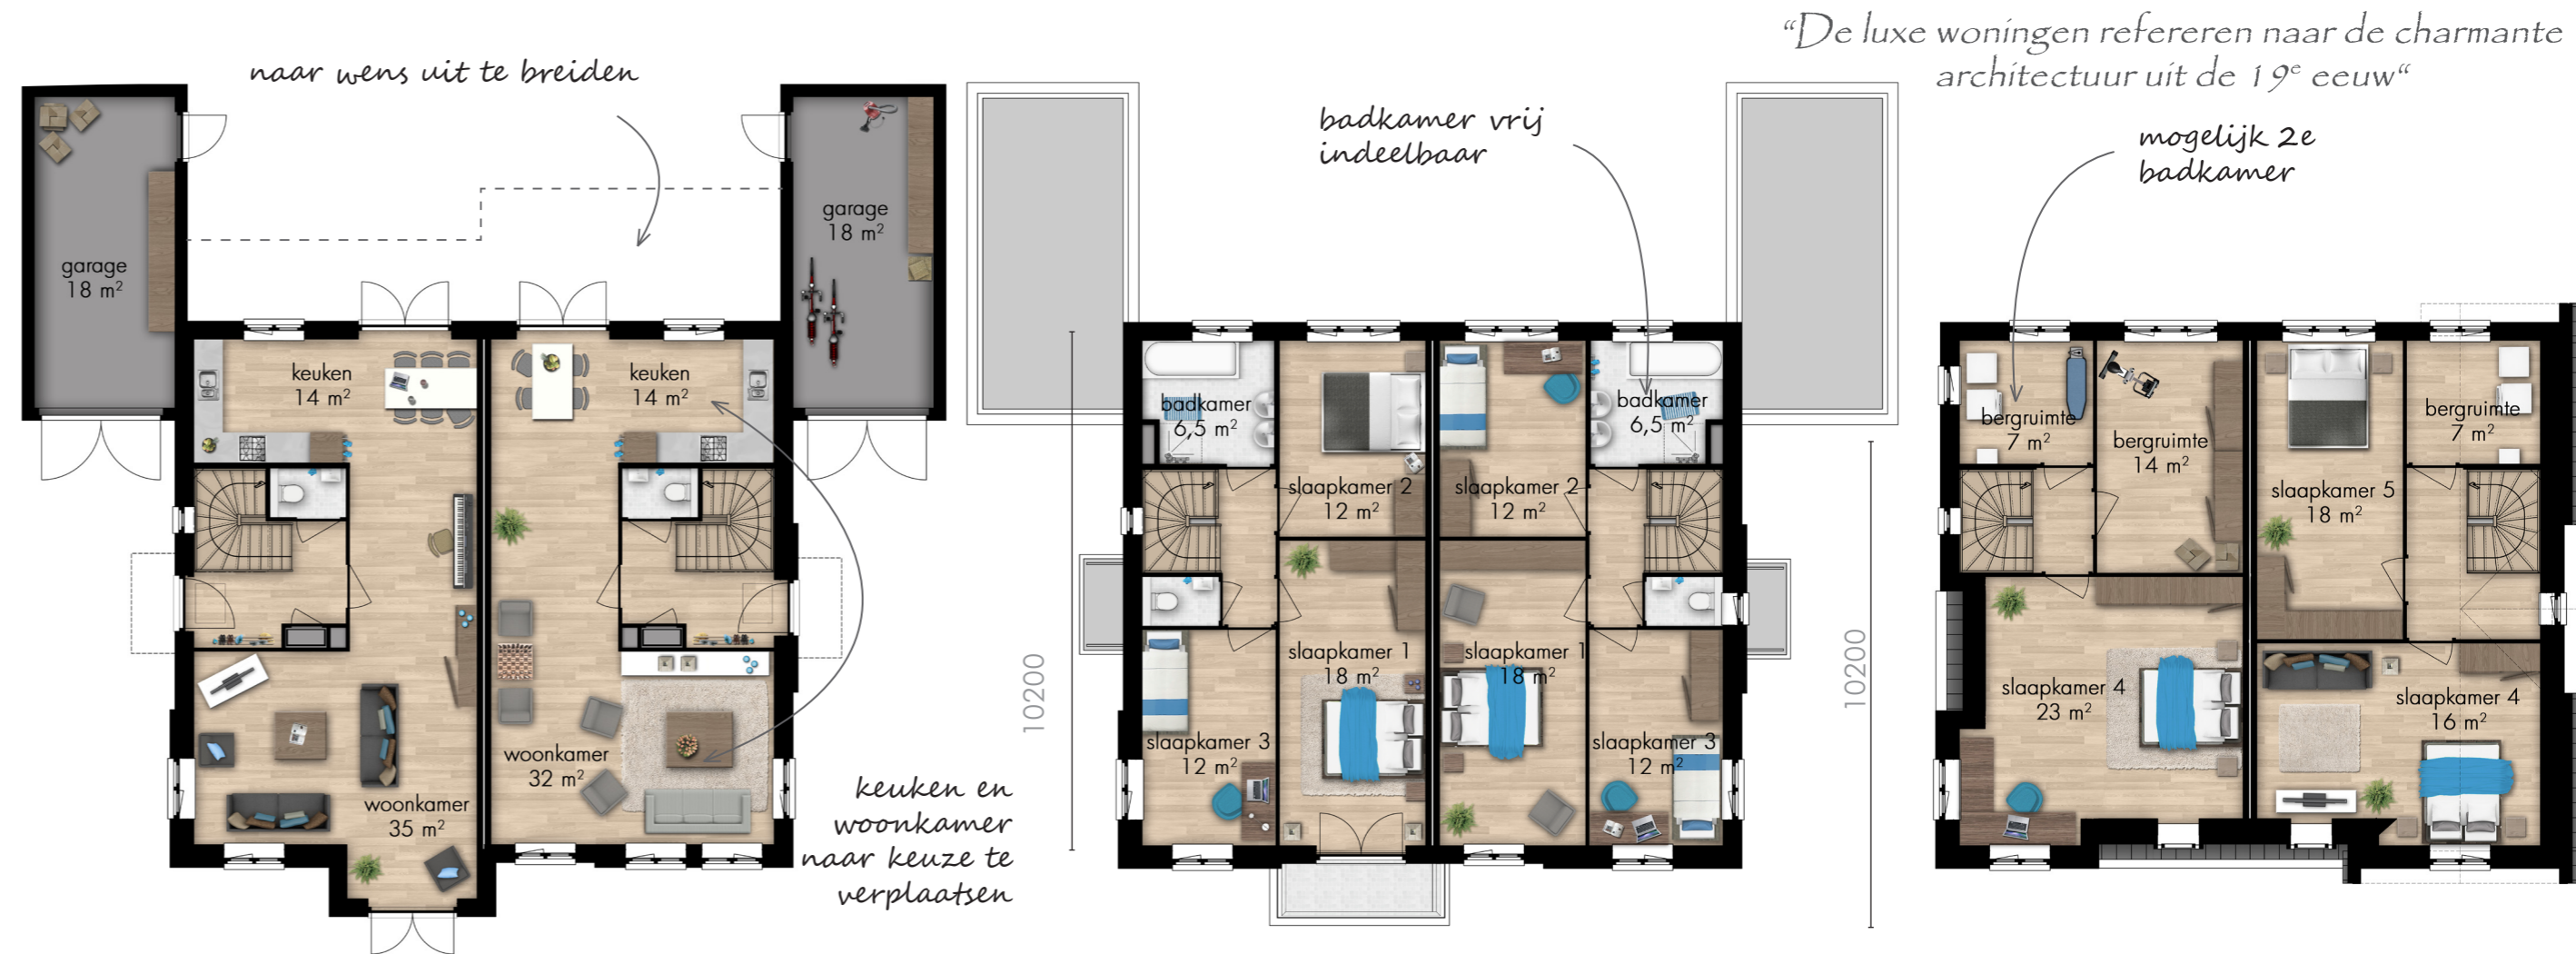 “De luxe woningen refereren naar de charmante
architectuur uit de 19e eeuw“
naar wens uit te breiden
badkamer vrij
indeelbaar
mogelijk 2e
badkamer
garage
18 m²
garage
18 m²
keuken
14 m²
keuken
14 m²
woonkamer
35 m²
woonkamer
32 m²
keuken en
woonkamer
naar keuze te
verplaatsen
10200
badkamer
6,5 m²
slaapkamer 2
12 m²
slaapkamer 2
12 m²
badkamer
6,5 m²
slaapkamer 1
18 m²
slaapkamer 1
18 m²
slaapkamer 3
12 m²
slaapkamer 3
12 m²
10200
bergruimte
7 m²
bergruimte
14 m²
slaapkamer 5
18 m²
bergruimte
7 m²
slaapkamer 4
23 m²
slaapkamer 4
16 m²